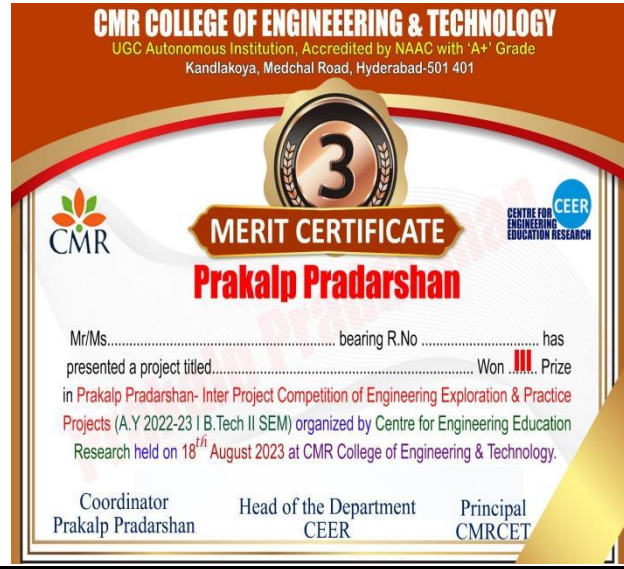 CMR COLLEGE OF ENGINEEERING & TECHNOLOGY
UGC Autonomous Institution, Accredited by NAAC with 'A+' Grade
Kandlakoya, Medchal Road, Hyderabad-501 401
3
CMR
MERIT CERTIFICATE
CENTRE FOR
ENGINEERING
EDUCATION RESEARCH
CEER
Prakalp Pradarshan
Mr/Ms.................................................... bearing R.No .............................. has
presented a project titled............................................................ Won ..III.. Prize
in Prakalp Pradarshan- Inter Project Competition of Engineering Exploration & Practice
Projects (A.Y 2022-23 I B.Tech II SEM) organized by Centre for Engineering Education
Research held on 18th August 2023 at CMR College of Engineering & Technology.
Coordinator
Prakalp Pradarshan
Head of the Department
CEER
Principal
CMRCET
Prakalp Pradarshan